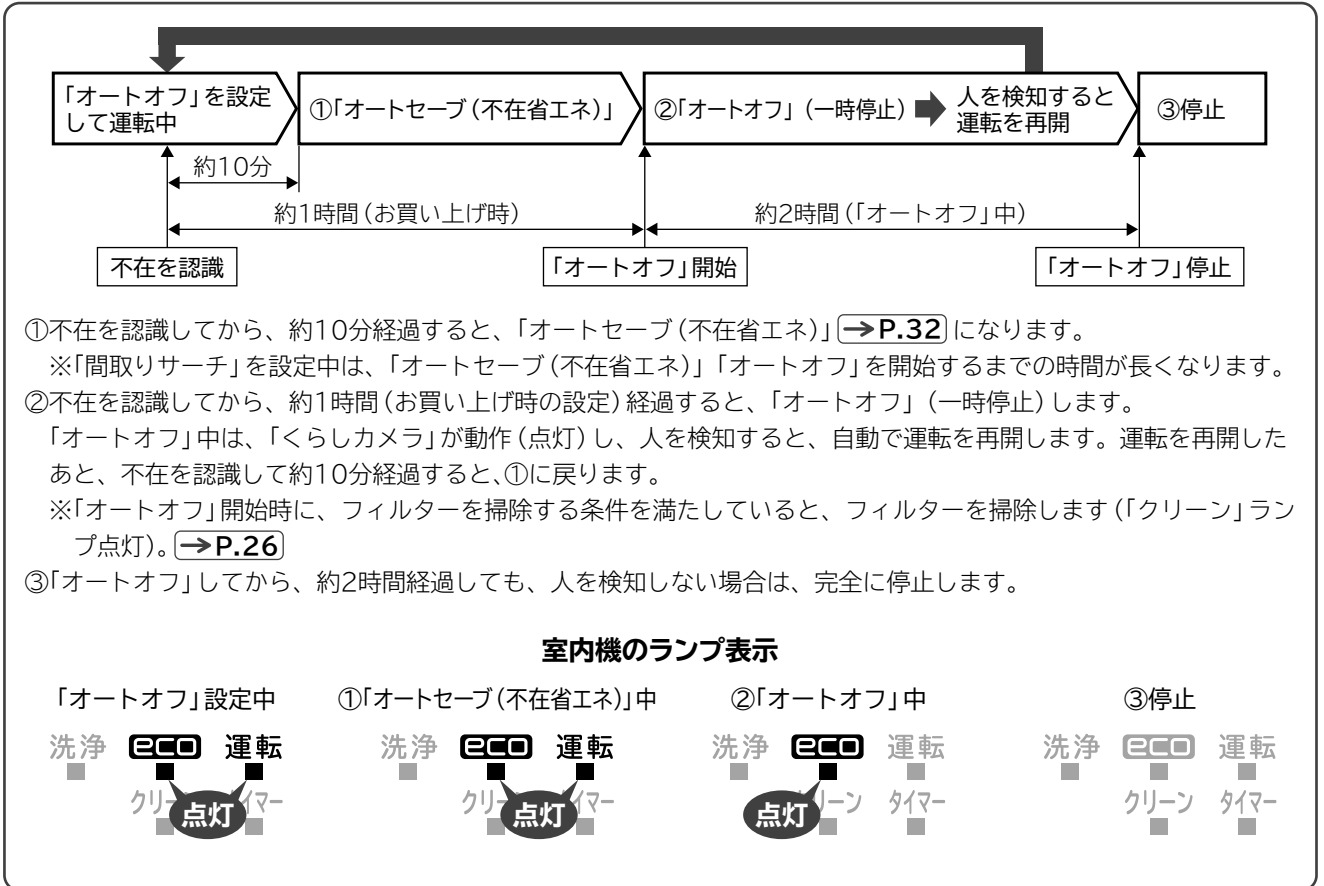 「オートオフ」を設定
して運転中
①「オートセーブ（不在省エネ）」
②「オートオフ」（一時停止）
人を検知すると
運転を再開
③停止
約10分
約1時間（お買い上げ時）
約2時間（「オートオフ」中）
不在を認識
「オートオフ」開始
「オートオフ」停止
①不在を認識してから、約10分経過すると、「オートセーブ（不在省エネ）」→P.32になります。
※「間取りサーチ」を設定中は、「オートセーブ（不在省エネ）」「オートオフ」を開始するまでの時間が長くなります。
②不在を認識してから、約1時間（お買い上げ時の設定）経過すると、「オートオフ」（一時停止）します。
「オートオフ」中は、「くらしカメラ」が動作（点灯）し、人を検知すると、自動で運転を再開します。運転を再開した
あと、不在を認識して約10分経過すると、①に戻ります。
※「オートオフ」開始時に、フィルターを掃除する条件を満たしていると、フィルターを掃除します（「クリーン」ラン
プ点灯）。→P.26
③「オートオフ」してから、約2時間経過しても、人を検知しない場合は、完全に停止します。
室内機のランプ表示
「オートオフ」設定中
洗浄 eco 運転
クリー イマー
点灯
①「オートセーブ（不在省エネ）」中
洗浄 eco 運転
クリー イマー
点灯
②「オートオフ」中
洗浄 eco 運転
リーン タイマー
点灯
③停止
洗浄 eco 運転
クリーン タイマー